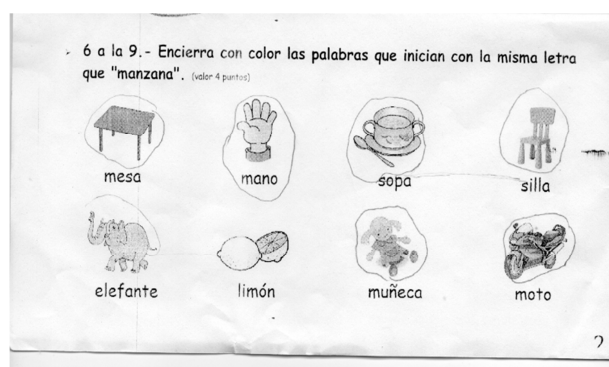 6 a la 9.- Encierra con color las palabras que inician con la misma letra
que "manzana". (valor 4 puntos)
mesa mano sopa silla
elefante limón muñeca moto
2